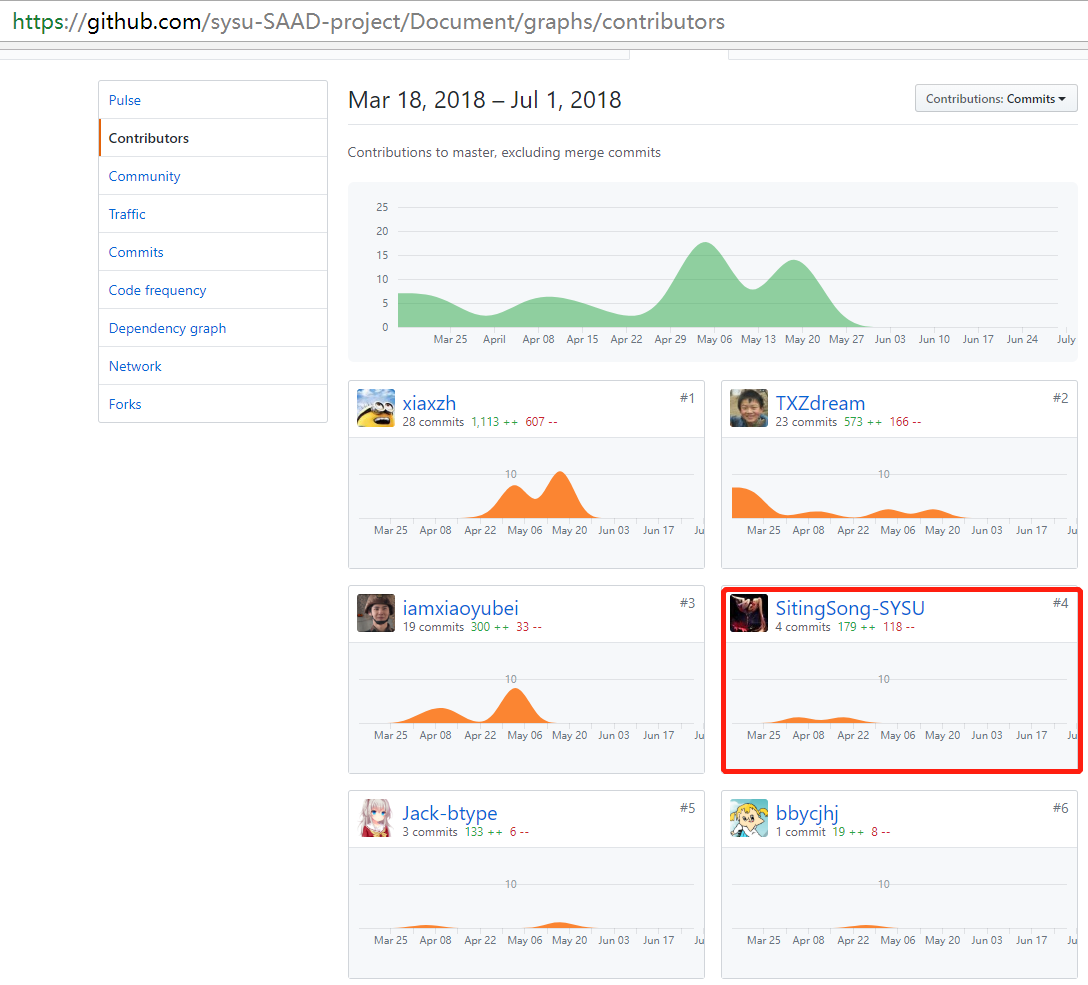 https://github.com/sysu-SAAD-project/Document/graphs/contributors
Pulse
Contributors
Community
Traffic
Commits
Code frequency
Dependency graph
Network
Forks
Mar 18, 2018 – Jul 1, 2018
Contributions: Commits
Contributions to master, excluding merge commits
25
20
15
10
5
0
Mar 25 April Apr 08 Apr 15 Apr 22 Apr 29 May 06 May 13 May 20 May 27 Jun 03 Jun 10 Jun 17 Jun 24 July
xiaxzh #1
28 commits 1,113 ++ 607 --
10
Mar 25 Apr 08 Apr 22 May 06 May 20 Jun 03 Jun 17 Ju
TXZdream #2
23 commits 573 ++ 166 --
10
Mar 25 Apr 08 Apr 22 May 06 May 20 Jun 03 Jun 17 Ju
iamxiaoyubei #3
19 commits 300 ++ 33 --
10
Mar 25 Apr 08 Apr 22 May 06 May 20 Jun 03 Jun 17 Ju
SitingSong-SYSU #4
4 commits 179 ++ 118 --
10
Mar 25 Apr 08 Apr 22 May 06 May 20 Jun 03 Jun 17 Ju
Jack-btype #5
3 commits 133 ++ 6 --
10
Mar 25 Apr 08 Apr 22 May 06 May 20 Jun 03 Jun 17 Ju
bbycjhj #6
1 commit 19 ++ 8 --
10
Mar 25 Apr 08 Apr 22 May 06 May 20 Jun 03 Jun 17 Ju